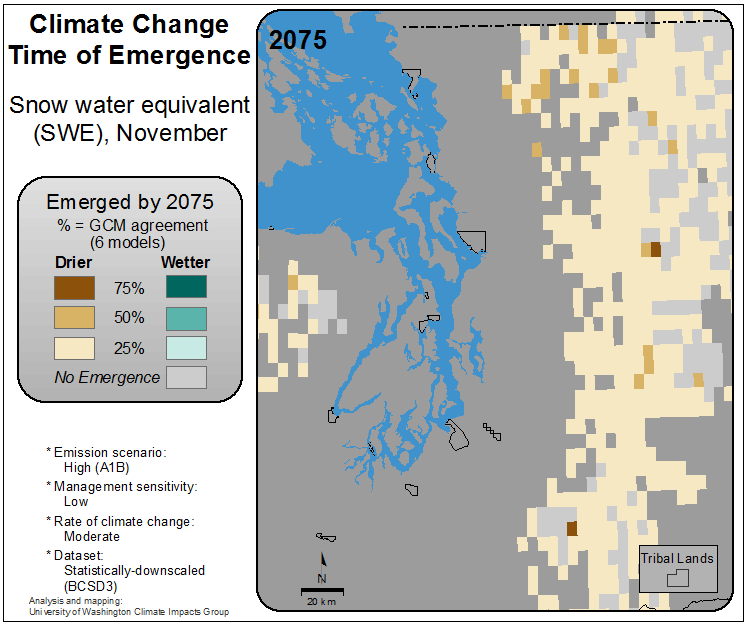 Climate Change
Time of Emergence
Snow water equivalent
(SWE), November
Emerged by 2075
% = GCM agreement
(6 models)
Drier Wetter
75%
50%
25%
No Emergence
* Emission scenario:
High (A1B)
* Management sensitivity:
Low
* Rate of climate change:
Moderate
* Dataset:
Statistically-downscaled
(BCSD3)
Analysis and mapping:
University of Washington Climate Impacts Group
2075
N
20 km
Tribal Lands